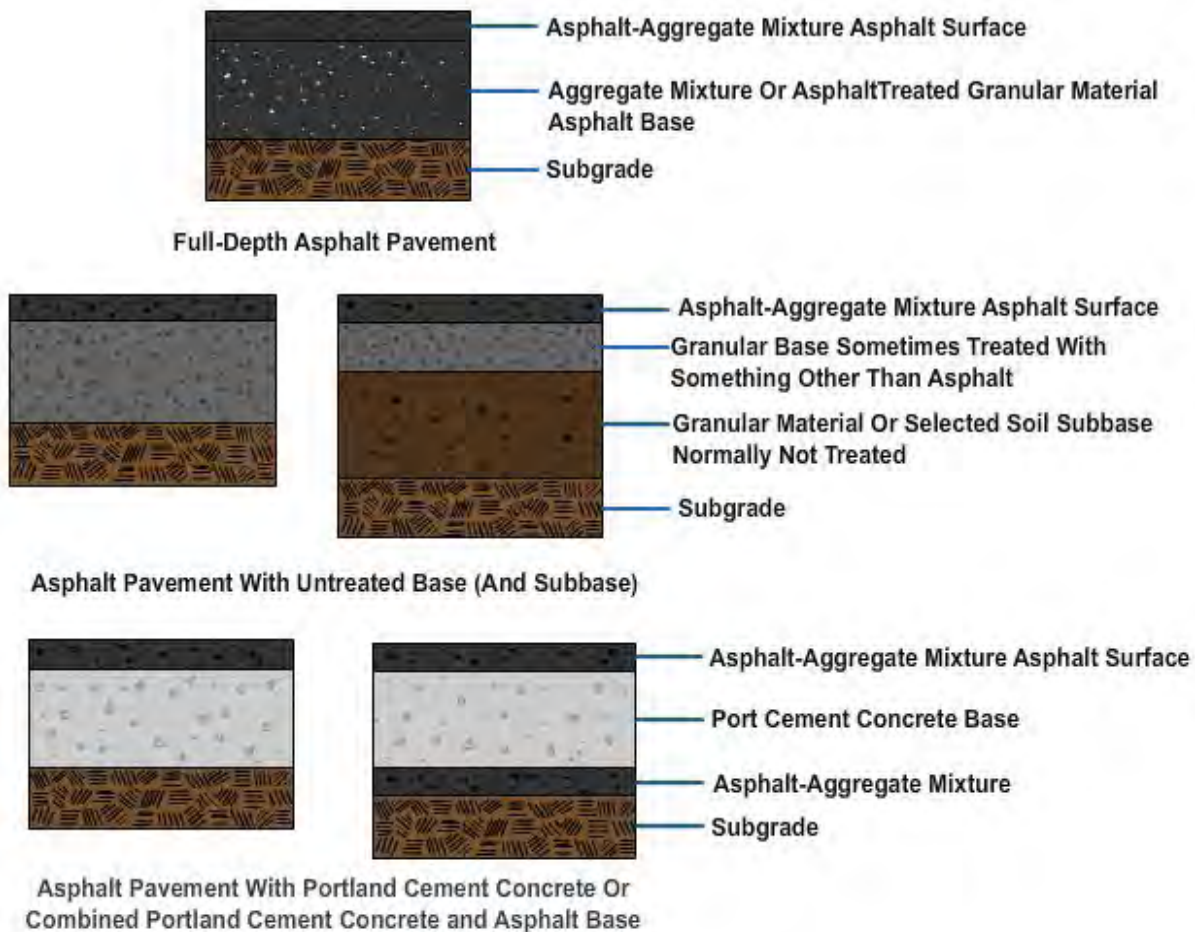 Asphalt-Aggregate Mixture Asphalt Surface
Aggregate Mixture Or AsphaltTreated Granular Material
Asphalt Base
Subgrade
Full-Depth Asphalt Pavement
Asphalt-Aggregate Mixture Asphalt Surface
Granular Base Sometimes Treated With
Something Other Than Asphalt
Granular Material Or Selected Soil Subbase
Normally Not Treated
Subgrade
Asphalt Pavement With Untreated Base (And Subbase)
Asphalt-Aggregate Mixture Asphalt Surface
Port Cement Concrete Base
Asphalt-Aggregate Mixture
Subgrade
Asphalt Pavement With Portland Cement Concrete Or
Combined Portland Cement Concrete and Asphalt Base